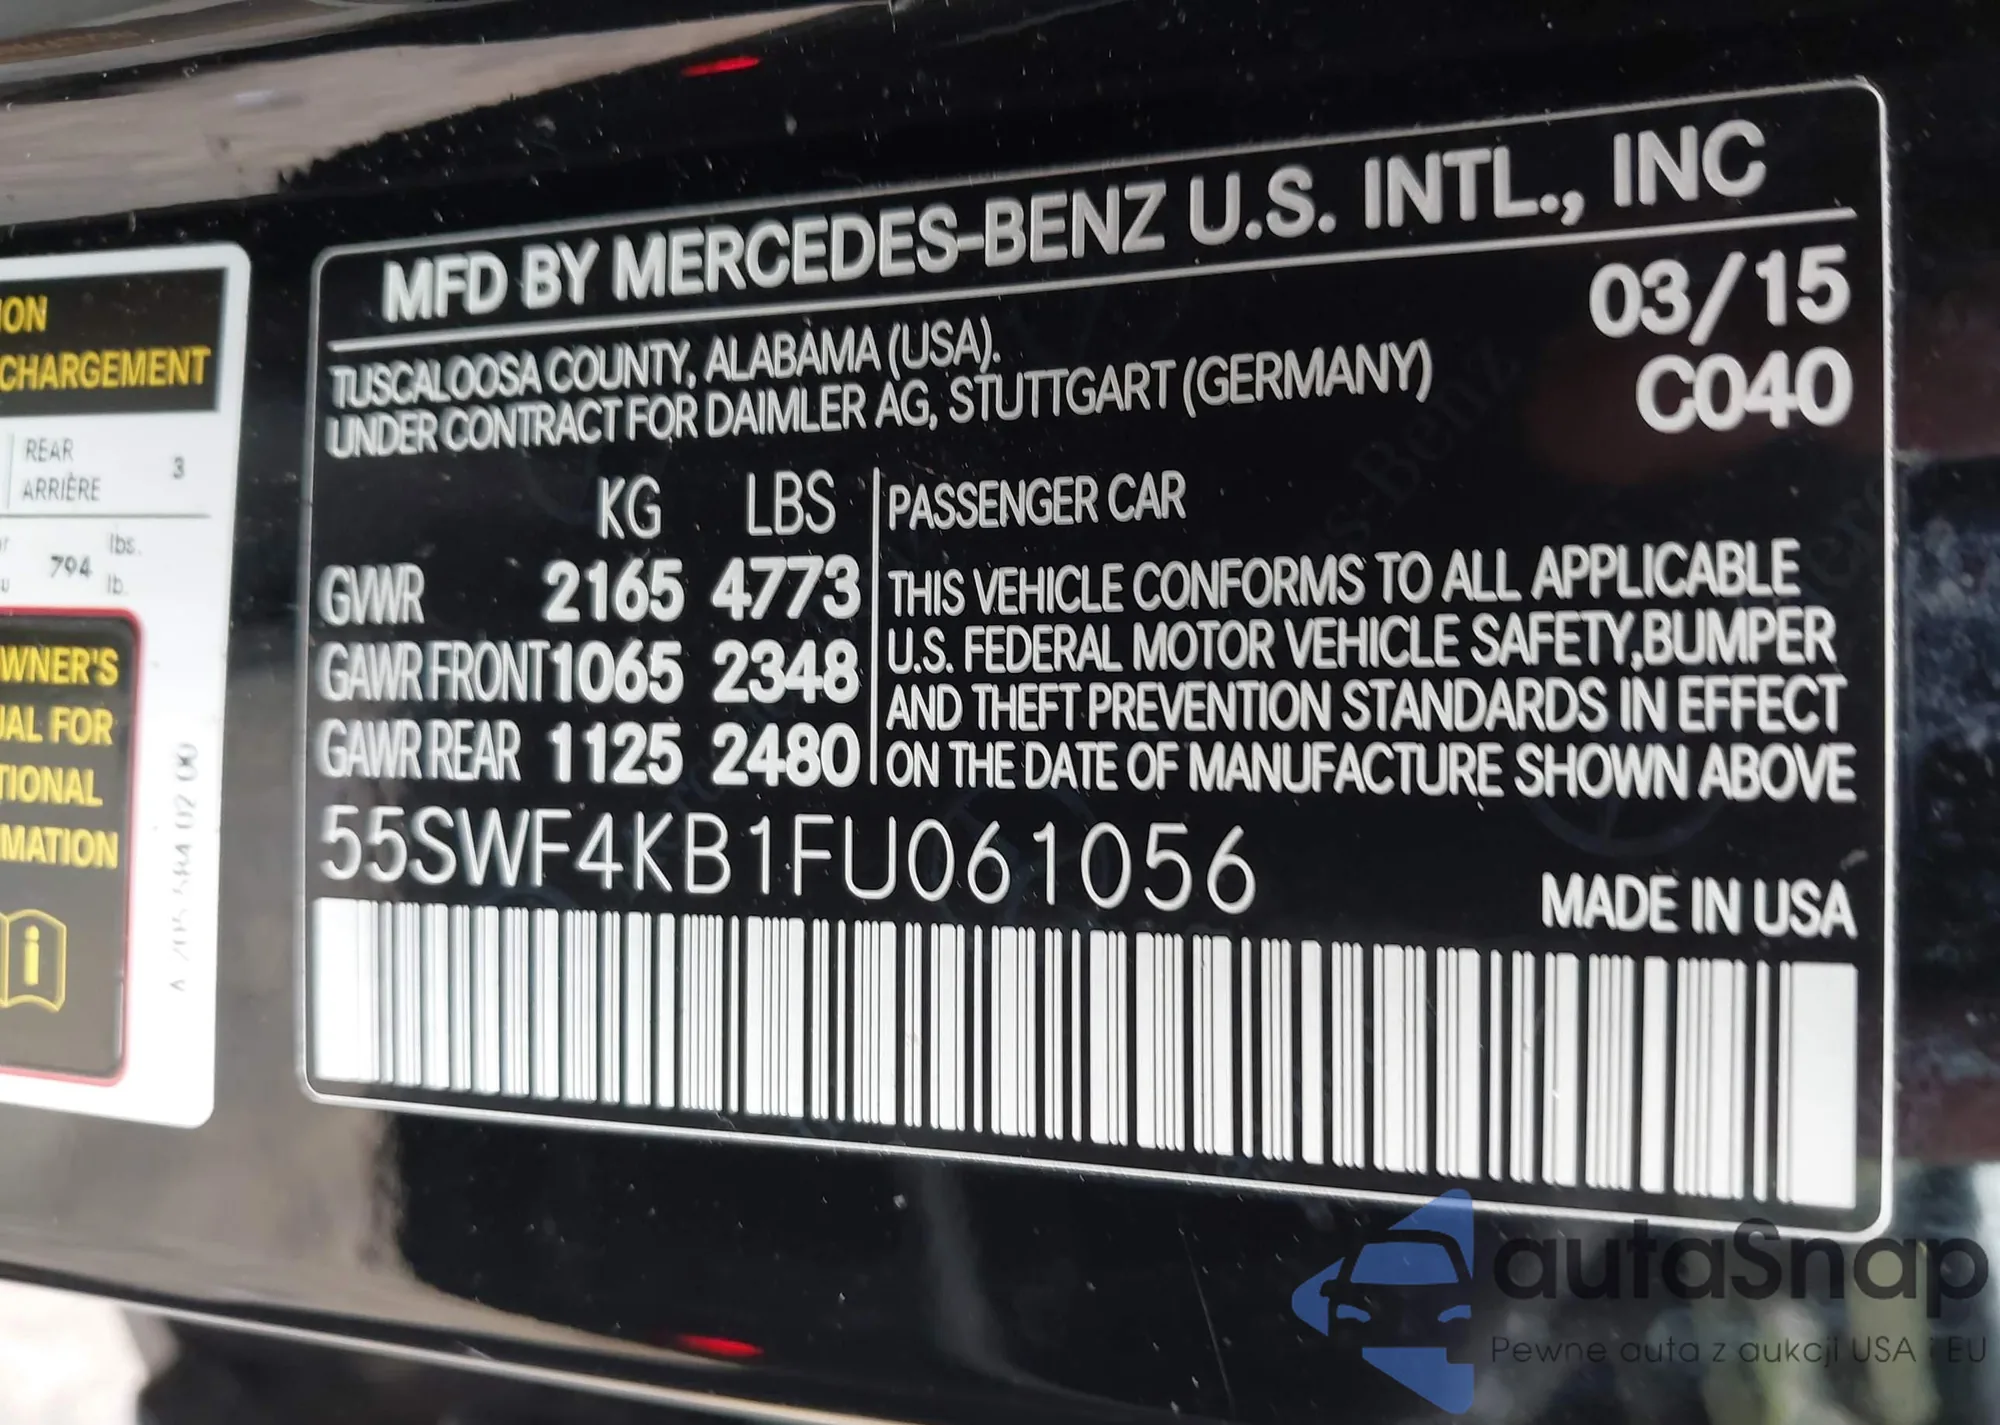 ION
CHARGEMENT
REAR
ARRIÈRE
3
794
lbs.
lb.
OWNER'S
UAL FOR
TIONAL
MATION
MFD BY MERCEDES-BENZ U.S. INTL., INC
03/15
TUSCALOOSA COUNTY, ALABAMA (USA).
UNDER CONTRACT FOR DAIMLER AG, STUTTGART (GERMANY)
C040
KG LBS
GVWR 2165 4773
GAWR FRONT 1065 2348
GAWR REAR 1125 2480
PASSENGER CAR
THIS VEHICLE CONFORMS TO ALL APPLICABLE
U.S. FEDERAL MOTOR VEHICLE SAFETY,BUMPER
AND THEFT PREVENTION STANDARDS IN EFFECT
ON THE DATE OF MANUFACTURE SHOWN ABOVE
55SWF4KB1FU061056
MADE IN USA
autaSnap
Pewne auta z aukcji USA i EU